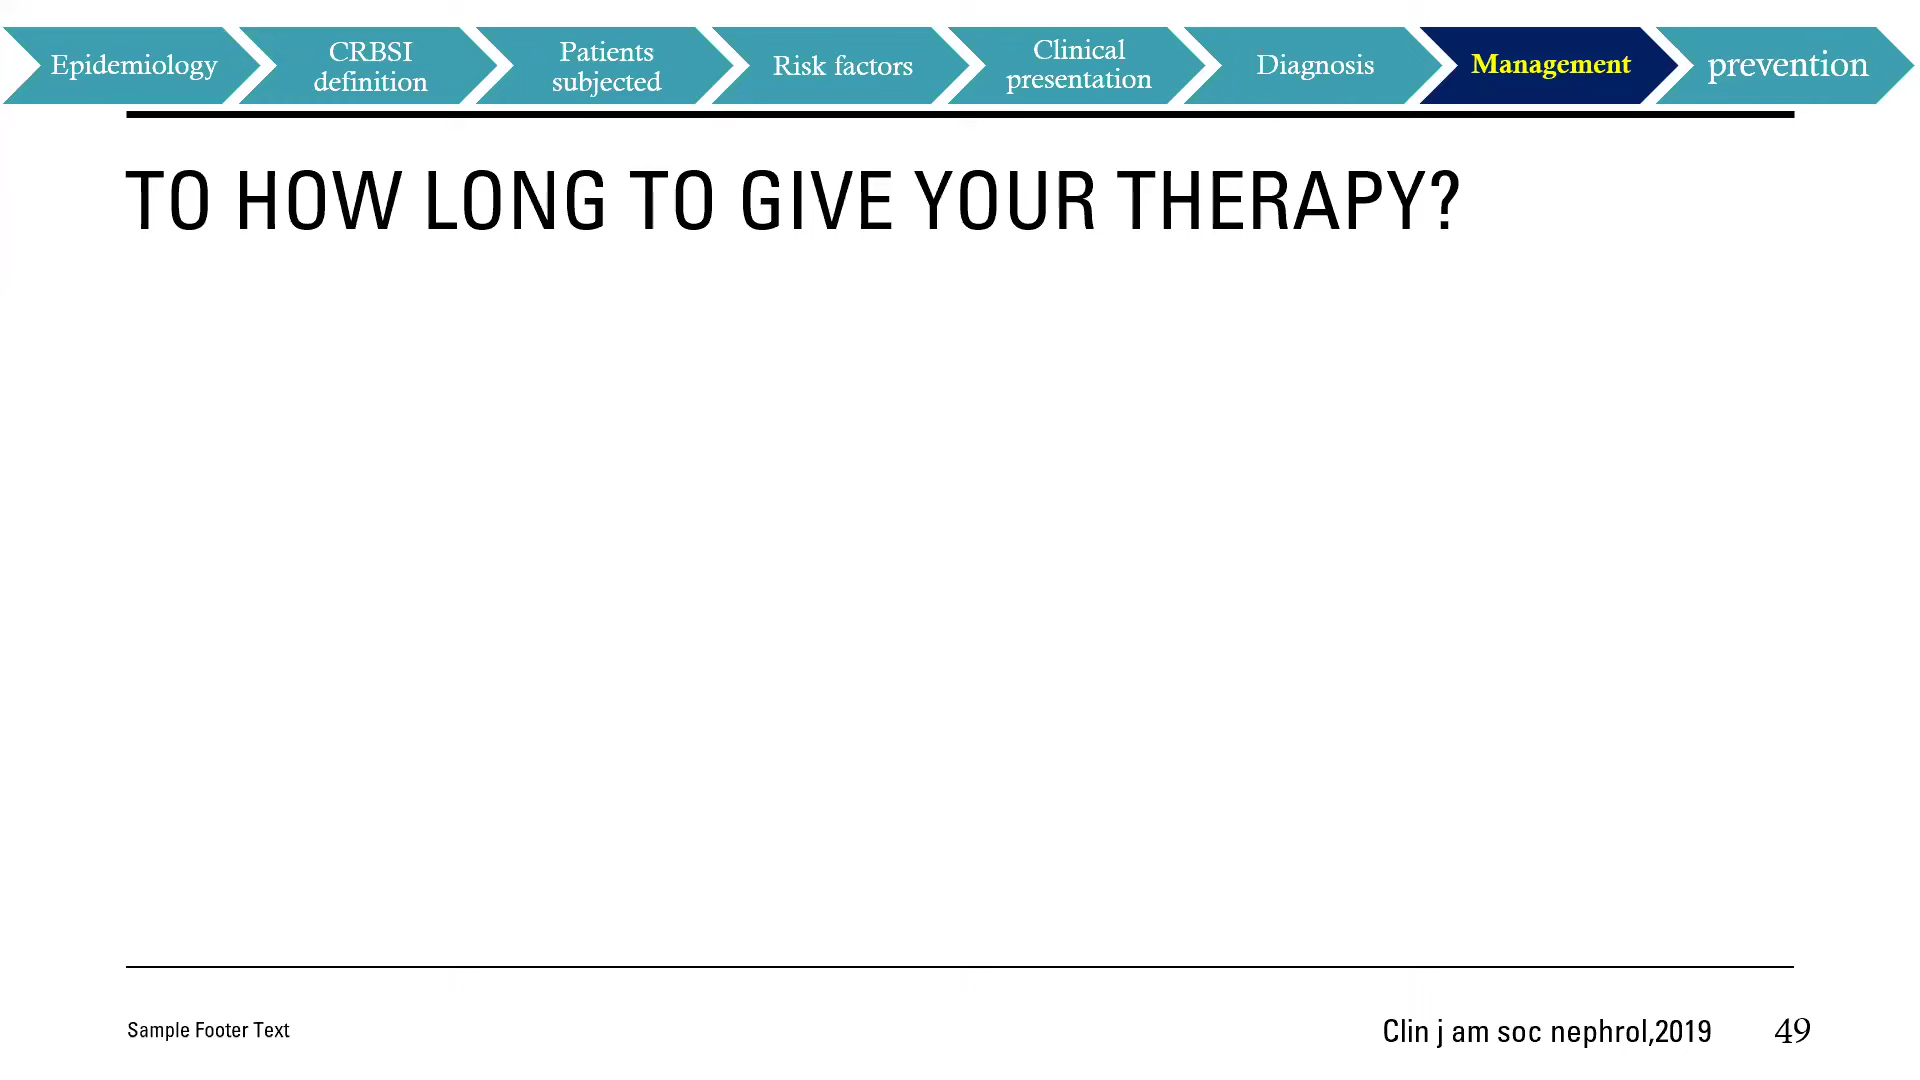 Epidemiology
CRBSI
definition
Patients
subjected
Risk factors
Clinical
presentation
Diagnosis
Management
prevention
TO HOW LONG TO GIVE YOUR THERAPY?
Sample Footer Text
Clin j am soc nephrol,2019
49